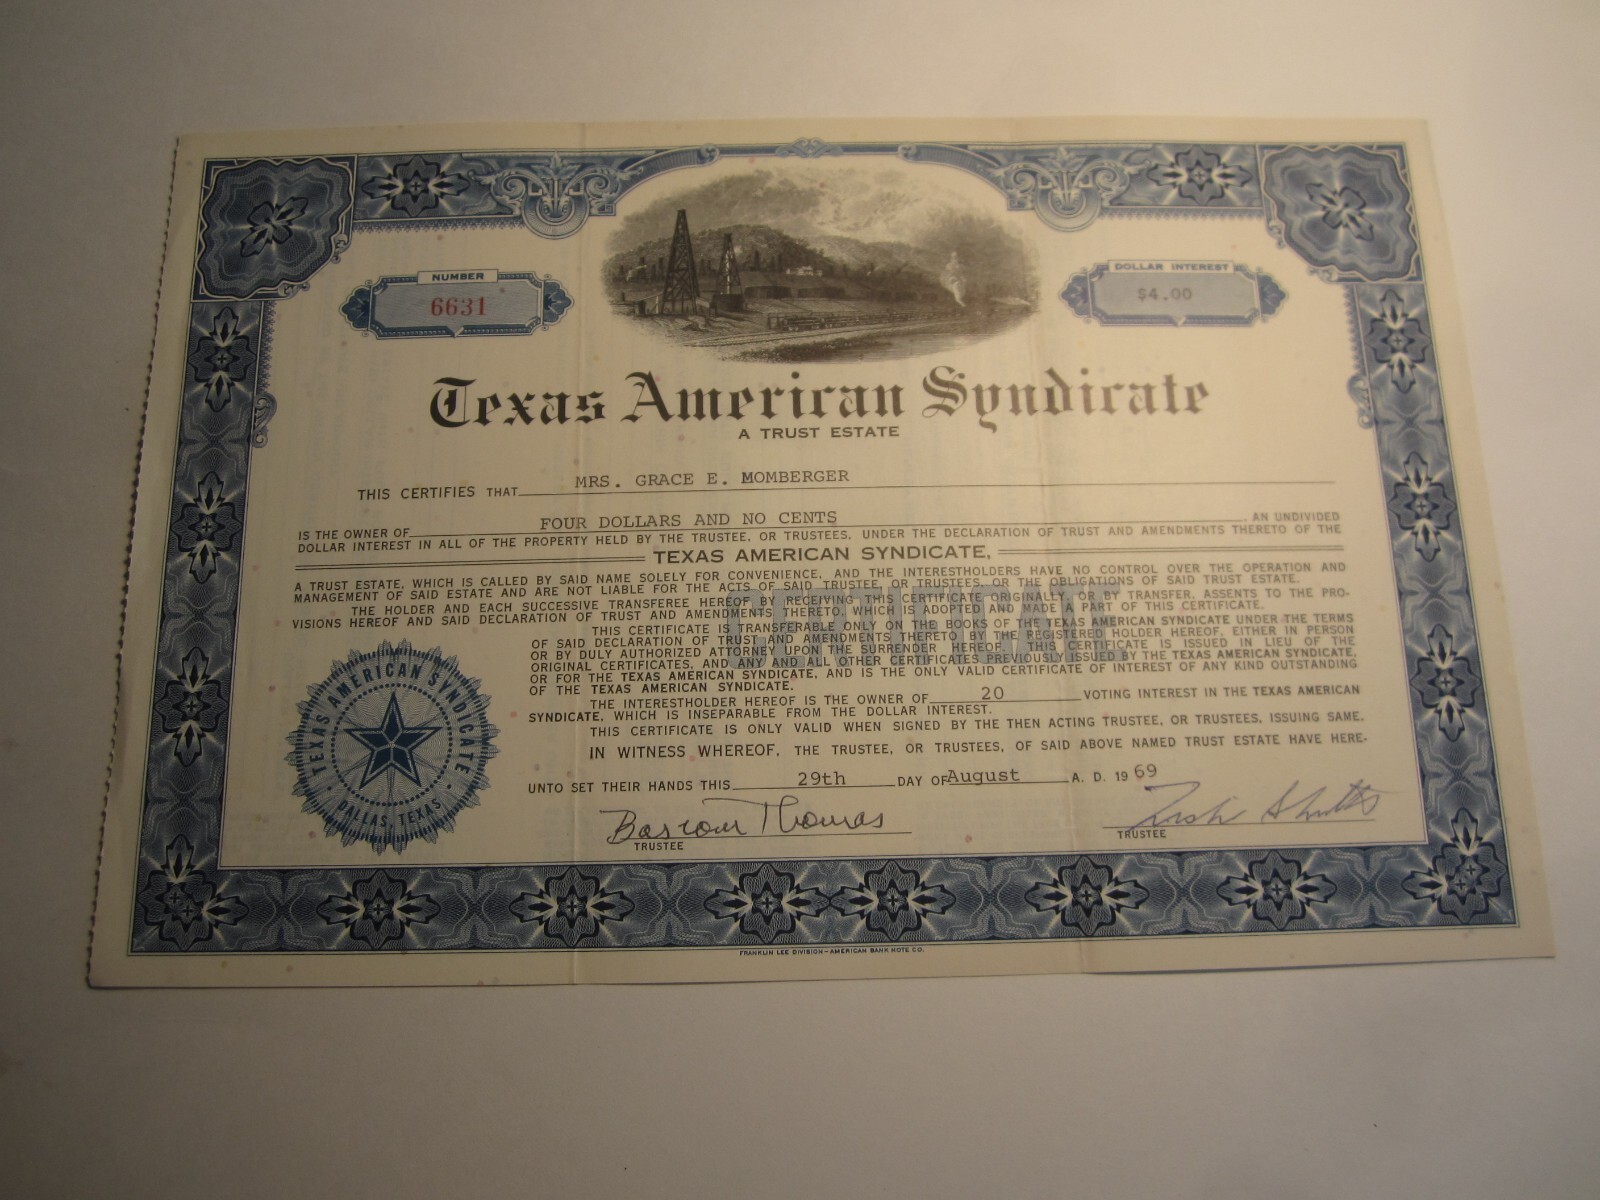 NUMBER
6631
DOLLAR INTEREST
$4.00
Texas American Syndicate
A TRUST ESTATE
THIS CERTIFIES THAT MRS. GRACE E. MOMBERGER
IS THE OWNER OF FOUR DOLLARS AND NO CENTS AN UNDIVIDED
DOLLAR INTEREST IN ALL OF THE PROPERTY HELD BY THE TRUSTEE, OR TRUSTEES, UNDER THE DECLARATION OF TRUST AND AMENDMENTS THERETO OF THE
TEXAS AMERICAN SYNDICATE,
A TRUST ESTATE, WHICH IS CALLED BY SAID NAME SOLELY FOR CONVENIENCE, AND THE INTERESTHOLDERS HAVE NO CONTROL OVER THE OPERATION AND
MANAGEMENT OF SAID ESTATE AND ARE NOT LIABLE FOR THE ACTS OF SAID TRUSTEE, OR TRUSTEES, OR THE OBLIGATIONS OF SAID TRUST ESTATE.
THE HOLDER AND EACH SUCCESSIVE TRANSFEREE HEREOF BY RECEIVING THIS CERTIFICATE ORIGINALLY, OR BY TRANSFER, ASSENTS TO THE PRO-
VISIONS HEREOF AND SAID DECLARATION OF TRUST AND AMENDMENTS THERETO, WHICH IS ADOPTED AND MADE A PART OF THIS CERTIFICATE.
CERTIFICATE
THIS CERTIFICATE IS TRANSFERABLE ONLY ON THE BOOKS OF THE TEXAS AMERICAN SYNDICATE UNDER THE TERMS
OF SAID DECLARATION OF TRUST AND AMENDMENTS THERETO BY THE REGISTERED HOLDER HEREOF, EITHER IN PERSON
OR BY DULY AUTHORIZED ATTORNEY UPON THE SURRENDER HEREOF. THIS CERTIFICATE IS ISSUED IN LIEU OF THE
ORIGINAL CERTIFICATES, AND ANY AND ALL OTHER CERTIFICATES PREVIOUSLY ISSUED BY THE TEXAS AMERICAN SYNDICATE,
OR FOR THE TEXAS AMERICAN SYNDICATE, AND IS THE ONLY VALID CERTIFICATE OF INTEREST OF ANY KIND OUTSTANDING
OF THE TEXAS AMERICAN SYNDICATE.
THE INTERESTHOLDER HEREOF IS THE OWNER OF 20 VOTING INTEREST IN THE TEXAS AMERICAN
SYNDICATE, WHICH IS INSEPARABLE FROM THE DOLLAR INTEREST.
THIS CERTIFICATE IS ONLY VALID WHEN SIGNED BY THE THEN ACTING TRUSTEE, OR TRUSTEES, ISSUING SAME.
IN WITNESS WHEREOF, THE TRUSTEE, OR TRUSTEES, OF SAID ABOVE NAMED TRUST ESTATE HAVE HERE-
UNTO SET THEIR HANDS THIS 29th DAY OF August A. D. 1969
TEXAS AMERICAN SYNDICATE
DALLAS, TEXAS
Bascom Thomas
TRUSTEE
TRUSTEE
FRANKLIN LEE DIVISION-AMERICAN BANK NOTE CO.